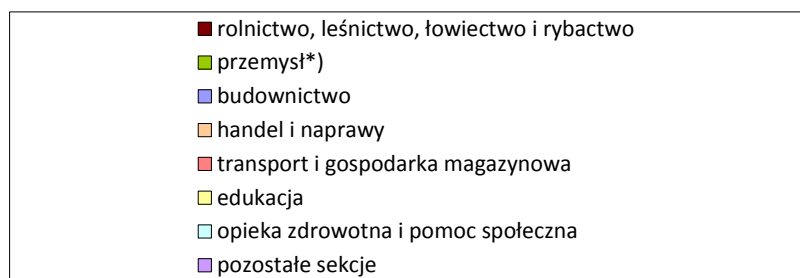 rolnictwo, leśnictwo, łowiectwo i rybactwo
przemysł*)
budownictwo
handel i naprawy
transport i gospodarka magazynowa
edukacja
opieka zdrowotna i pomoc społeczna
pozostałe sekcje